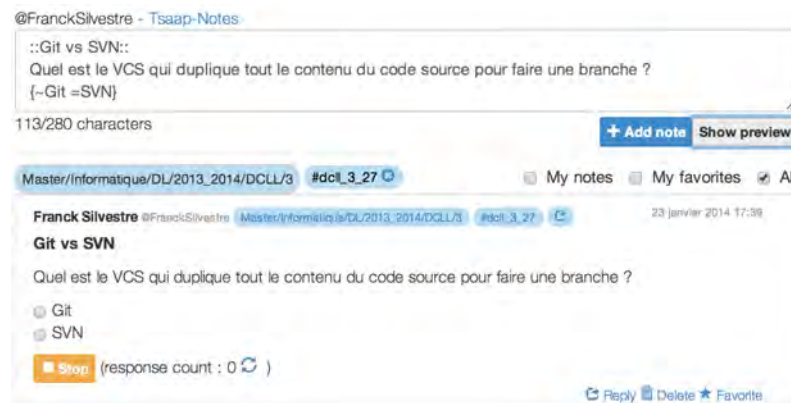 @FranckSilvestre - Tsaap-Notes
::Git vs SVN::
Quel est le VCS qui duplique tout le contenu du code source pour faire une branche ?
{~Git =SVN}
113/280 characters
+ Add note Show preview
Master/Informatique/DL/2013_2014/DCLL/3 #dcll_3_27 My notes My favorites Al
Franck Silvestre @FranckSilvestre Master/Informatique/DL/2013_2014/DCLL/3 #dcll_3_27 23 janvier 2014 17:39
Git vs SVN
Quel est le VCS qui duplique tout le contenu du code source pour faire une branche ?
Git
SVN
Stop (response count : 0 )
Reply Delete Favorite